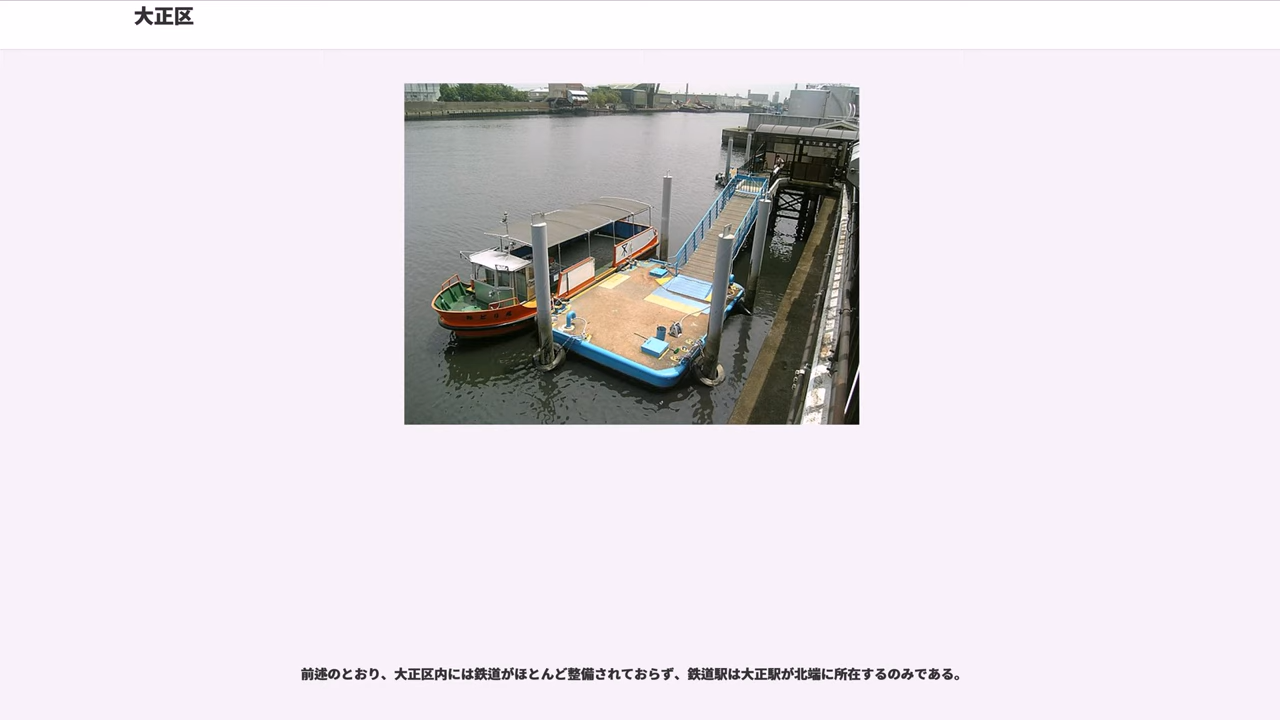 大正区
前述のとおり、大正区内には鉄道がほとんど整備されておらず、鉄道駅は大正駅が北端に所在するのみである。